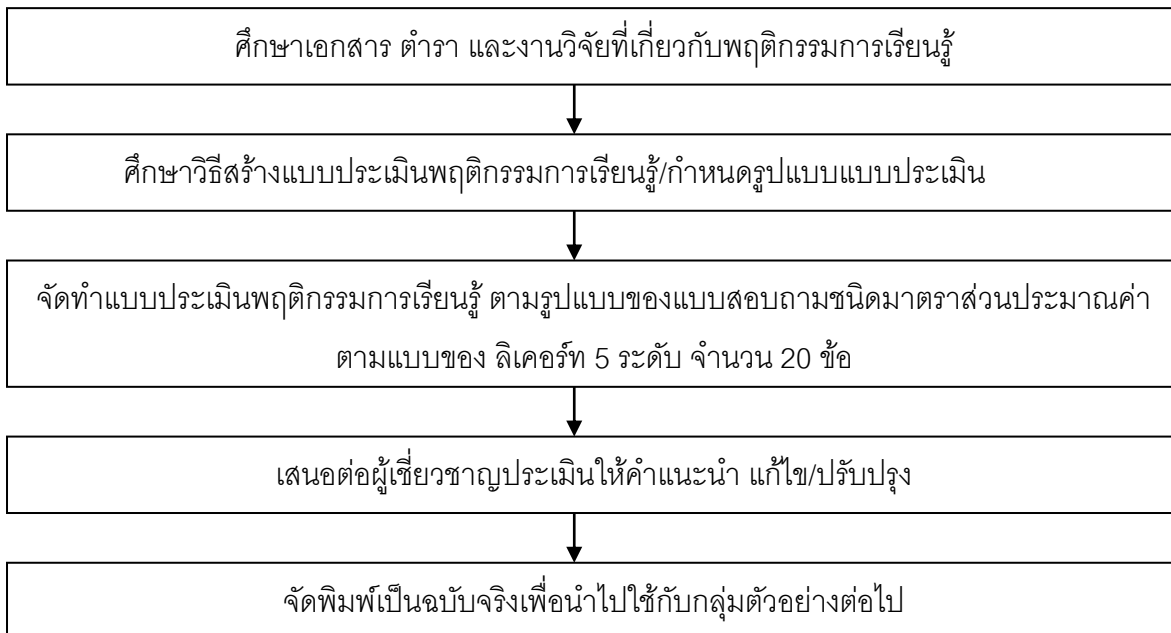 ศึกษาเอกสาร ตำรา และงานวิจัยที่เกี่ยวกับพฤติกรรมการเรียนรู้
ศึกษาวิธีสร้างแบบประเมินพฤติกรรมการเรียนรู้/กำหนดรูปแบบแบบประเมิน
จัดทำแบบประเมินพฤติกรรมการเรียนรู้ ตามรูปแบบของแบบสอบถามชนิดมาตราส่วนประมาณค่า
ตามแบบของ ลิเคอร์ท 5 ระดับ จำนวน 20 ข้อ
เสนอต่อผู้เชี่ยวชาญประเมินให้คำแนะนำ แก้ไข/ปรับปรุง
จัดพิมพ์เป็นฉบับจริงเพื่อนำไปใช้กับกลุ่มตัวอย่างต่อไป